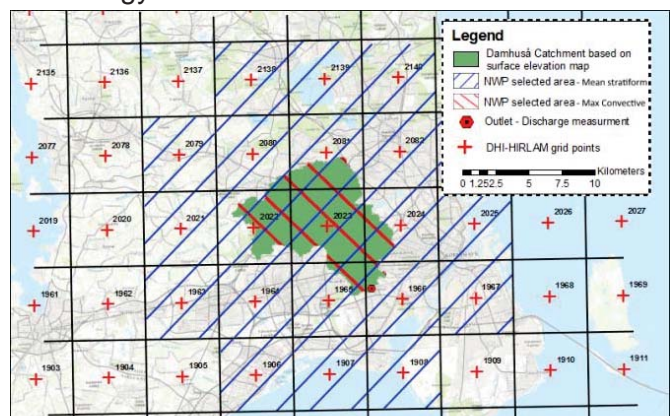 Legend
Damhuså Catchment based on
surface elevation map
NWP selected area - Mean stratiform
NWP selected area - Max Convective
Outlet - Discharge measurment
DHI-HIRLAM grid points
Kilometers
0 1.252.5 5 7.5 10
2135 2136 2137 2138 2139 2140
2077 2078 2079 2080 2081 2082
2019 2020 2021 2022 2023 2024 2025 2026 2027
1961 1962 1963 1964 1965 1966 1967 1968 1969
1903 1904 1905 1906 1907 1908 1909 1910 1911